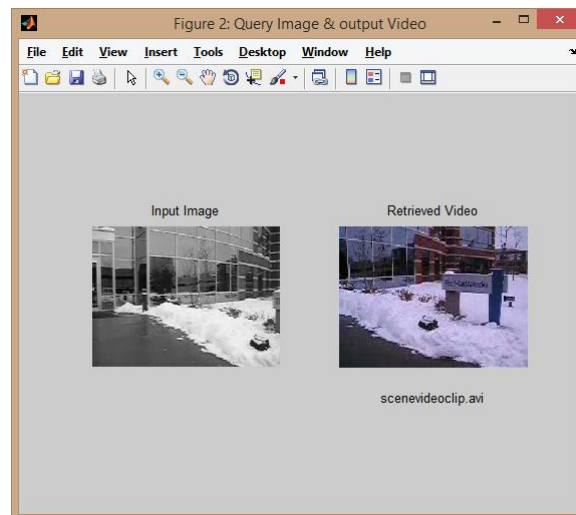 Figure 2: Query Image & output Video
File Edit View Insert Tools Desktop Window Help
Input Image
Retrieved Video
scenevideoclip.avi